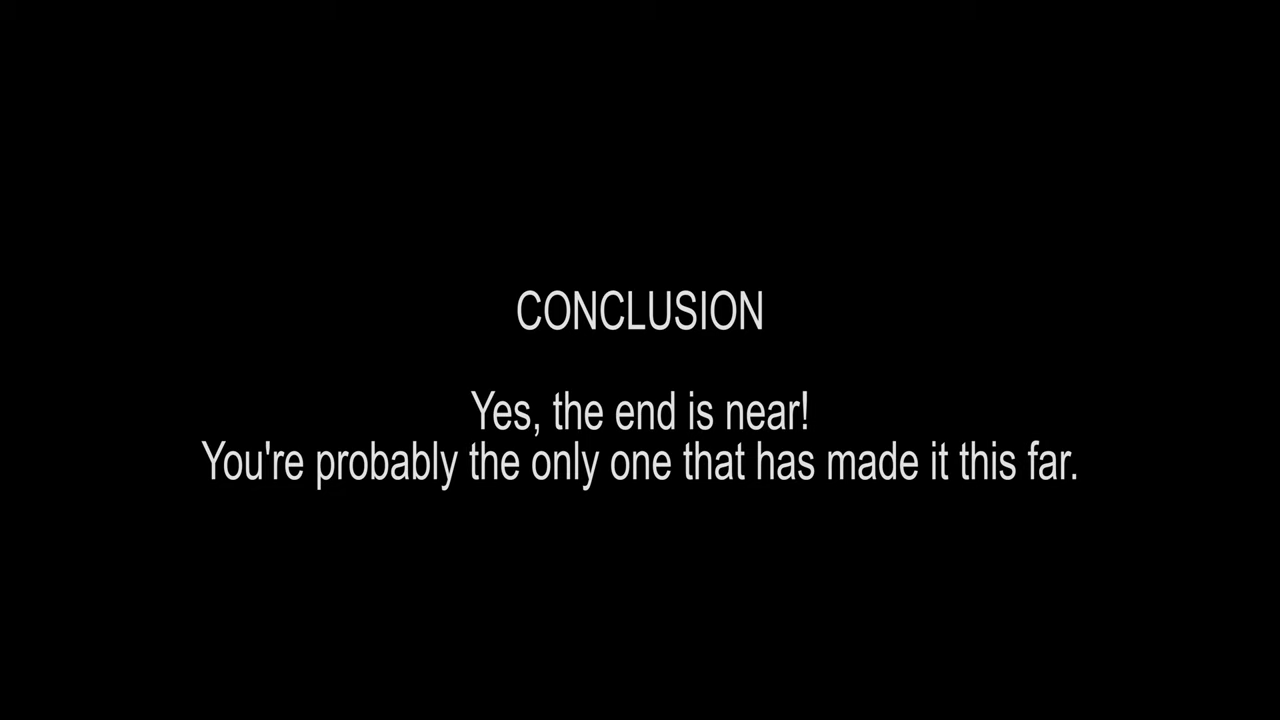 CONCLUSION
Yes, the end is near!
You're probably the only one that has made it this far.